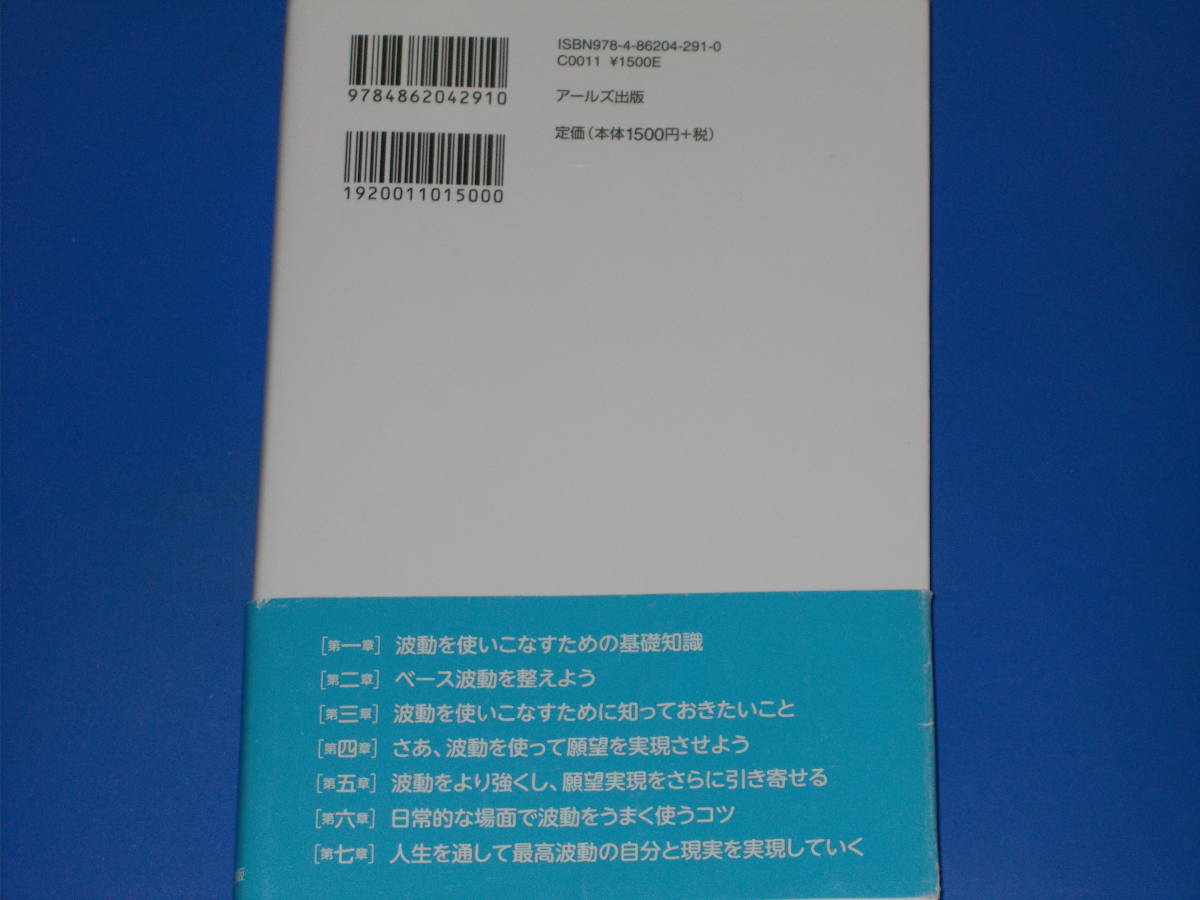 ISBN978-4-86204-291-0
C0011 ¥1500E
9784862042910
アールズ出版
定価(本体1500円+税)
1920011015000
[第一章] 波動を使いこなすための基礎知識
[第二章] ベース波動を整えよう
[第三章] 波動を使いこなすために知っておきたいこと
[第四章] さあ、波動を使って願望を実現させよう
[第五章] 波動をより強くし、願望実現をさらに引き寄せる
[第六章] 日常的な場面で波動をうまく使うコツ
[第七章] 人生を通して最高波動の自分と現実を実現していく
版